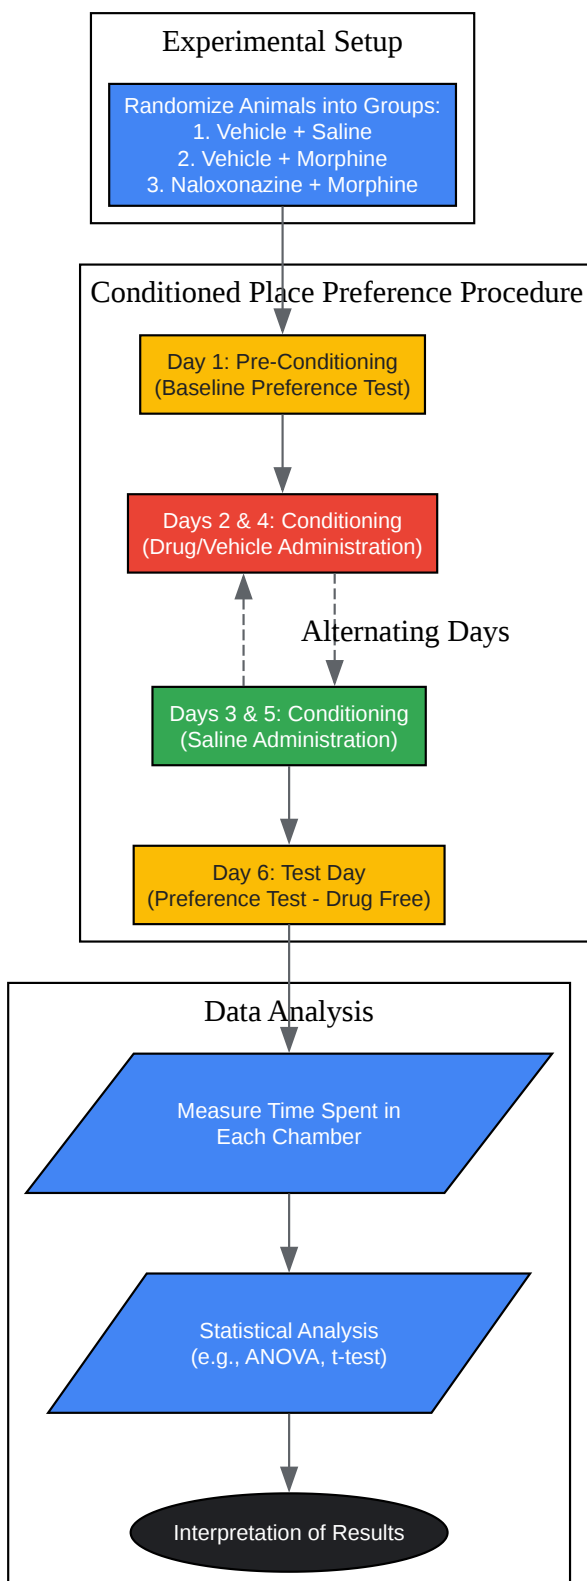 Experimental Setup
Randomize Animals into Groups:
1. Vehicle + Saline
2. Vehicle + Morphine
3. Naloxonazine + Morphine
Conditioned Place Preference Procedure
Day 1: Pre-Conditioning
(Baseline Preference Test)
Days 2 & 4: Conditioning
(Drug/Vehicle Administration)
Alternating Days
Days 3 & 5: Conditioning
(Saline Administration)
Day 6: Test Day
(Preference Test - Drug Free)
Data Analysis
Measure Time Spent in
Each Chamber
Statistical Analysis
(e.g., ANOVA, t-test)
Interpretation of Results